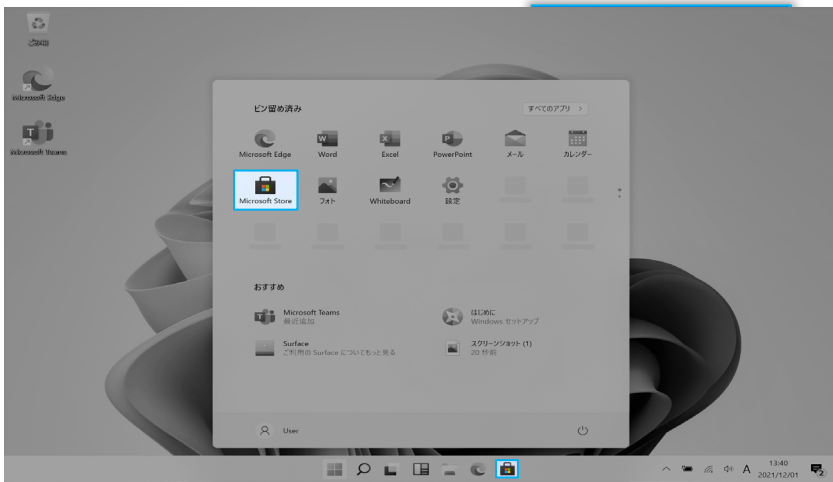 ごみ箱
Microsoft Edge
Microsoft Teams
ピン留め済み
すべてのアプリ >
Microsoft Edge
Word
Excel
PowerPoint
メール
カレンダー
Microsoft Store
フォト
Whiteboard
設定
おすすめ
Microsoft Teams
最近追加
はじめに
Windows セットアップ
Surface
ご利用の Surface についてもっと見る
スクリーンショット (1)
20 秒前
User
A
13:40
2021/12/01
2